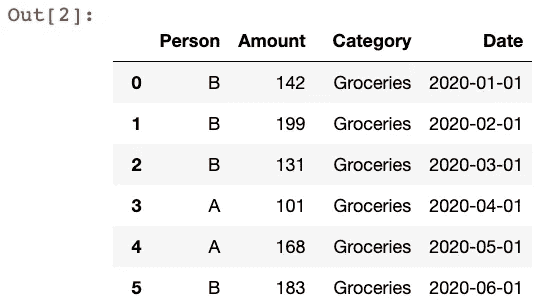 Out[2]:
Person Amount Category Date
0 B 142 Groceries 2020-01-01
1 B 199 Groceries 2020-02-01
2 B 131 Groceries 2020-03-01
3 A 101 Groceries 2020-04-01
4 A 168 Groceries 2020-05-01
5 B 183 Groceries 2020-06-01